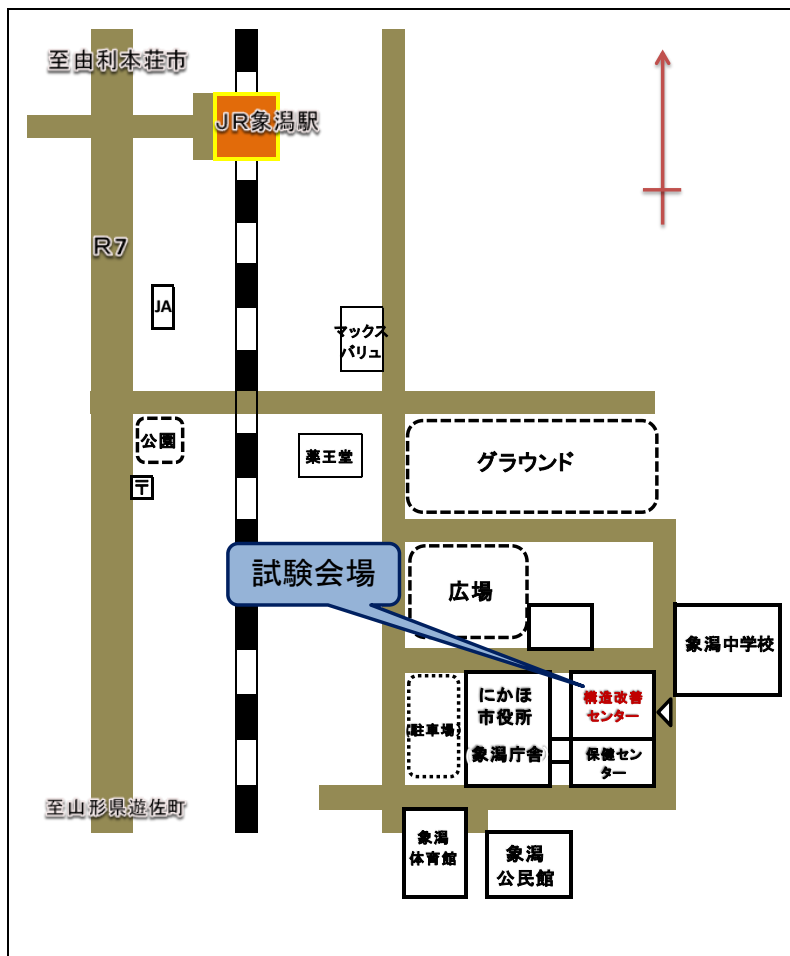 至由利本荘市
JR象潟駅
R7
JA
マックス
バリュ
公園
薬王堂
グラウンド
〒
試験会場
広場
象潟中学校
にかほ
市役所
(象潟庁舎)
構造改善
センター
(駐車場)
保健セン
ター
至山形県遊佐町
象潟
体育館
象潟
公民館